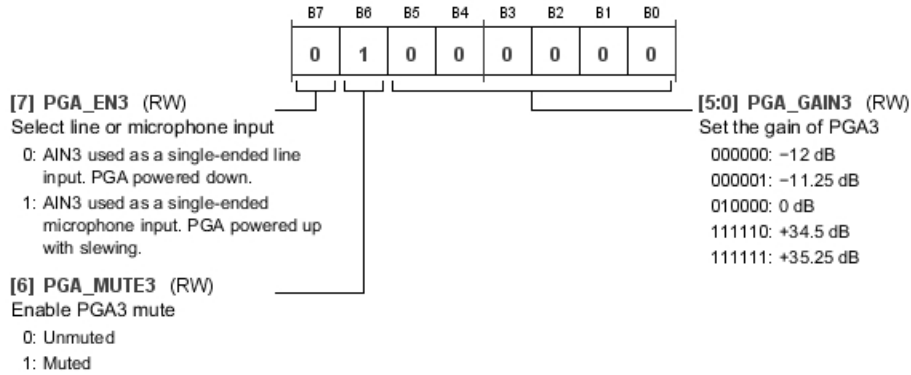 B7 B6 B5 B4 B3 B2 B1 B0
0 1 0 0 0 0 0 0
[7] PGA_EN3 (RW)
Select line or microphone input
0: AIN3 used as a single-ended line
input. PGA powered down.
1: AIN3 used as a single-ended
microphone input. PGA powered up
with slewing.
[6] PGA_MUTE3 (RW)
Enable PGA3 mute
0: Unmuted
1: Muted
[5:0] PGA_GAIN3 (RW)
Set the gain of PGA3
000000: −12 dB
000001: −11.25 dB
010000: 0 dB
111110: +34.5 dB
111111: +35.25 dB